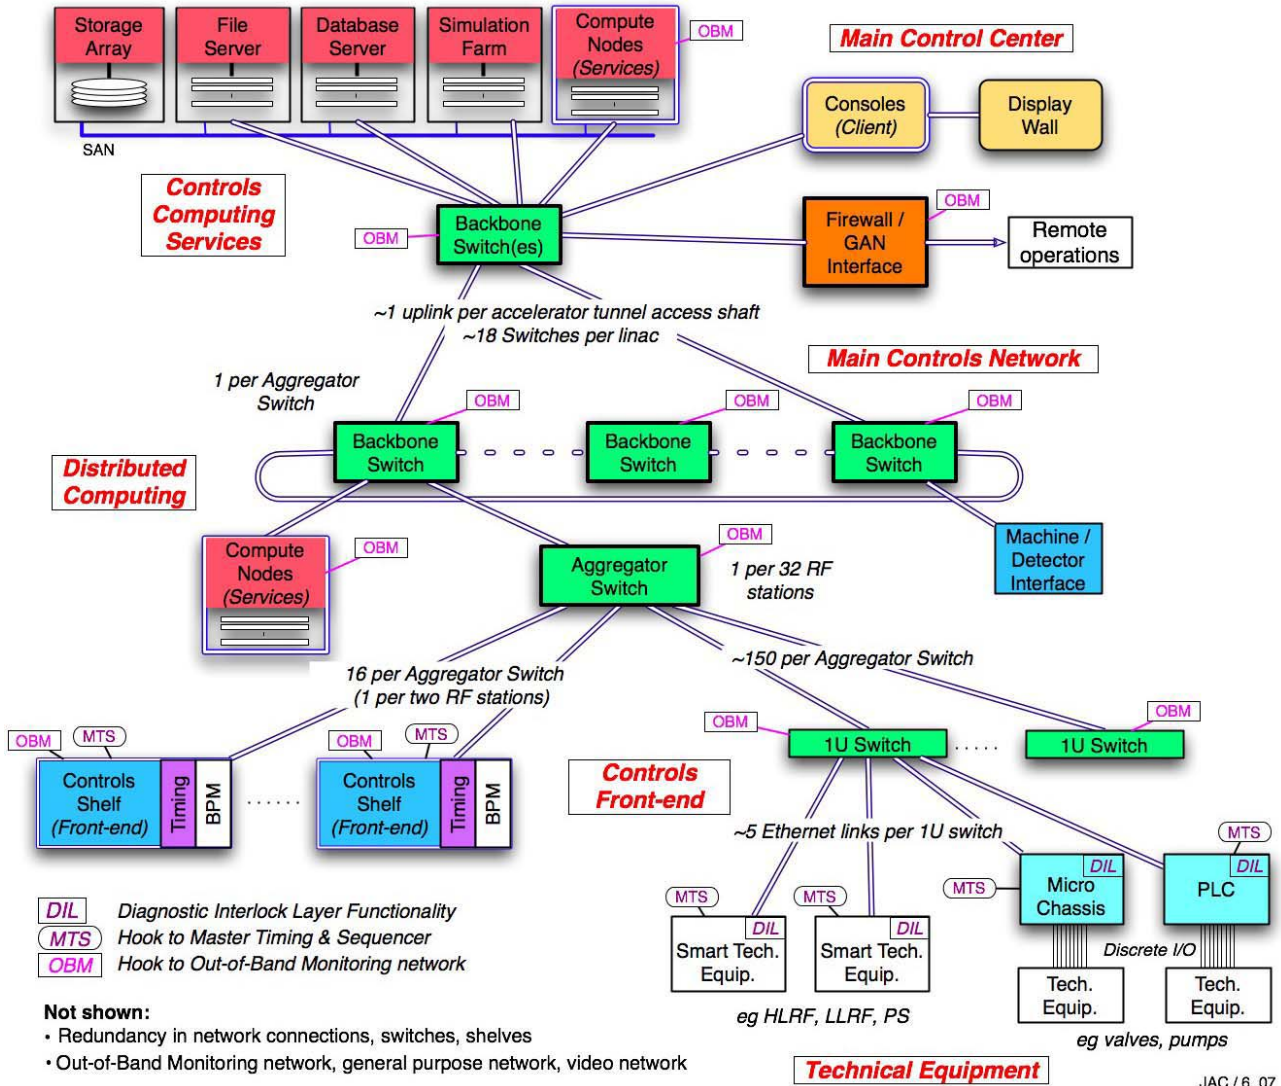 Storage
Array
File
Server
Database
Server
Simulation
Farm
Compute
Nodes
(Services)
OBM
Main Control Center
Consoles
(Client)
Display
Wall
SAN
Controls
Computing
Services
OBM
Backbone
Switch(es)
Firewall /
GAN
Interface
OBM
Remote
operations
~1 uplink per accelerator tunnel access shaft
~18 Switches per linac
Main Controls Network
1 per Aggregator
Switch
OBM
OBM
OBM
Backbone
Switch
Backbone
Switch
Backbone
Switch
Distributed
Computing
Compute
Nodes
(Services)
OBM
Aggregator
Switch
OBM
1 per 32 RF
stations
Machine /
Detector
Interface
16 per Aggregator Switch
(1 per two RF stations)
~150 per Aggregator Switch
OBM
MTS
Controls
Shelf
(Front-end)
Timing
BPM
OBM
MTS
Controls
Shelf
(Front-end)
Timing
BPM
OBM
1U Switch
OBM
1U Switch
Controls
Front-end
~5 Ethernet links per 1U switch
MTS
DIL
Smart Tech.
Equip.
MTS
DIL
Smart Tech.
Equip.
eg HLRF, LLRF, PS
MTS
DIL
Micro
Chassis
MTS
DIL
PLC
Discrete I/O
Tech.
Equip.
Tech.
Equip.
eg valves, pumps
DIL Diagnostic Interlock Layer Functionality
MTS Hook to Master Timing & Sequencer
OBM Hook to Out-of-Band Monitoring network
Not shown:
• Redundancy in network connections, switches, shelves
• Out-of-Band Monitoring network, general purpose network, video network
Technical Equipment
JAC / 6 07